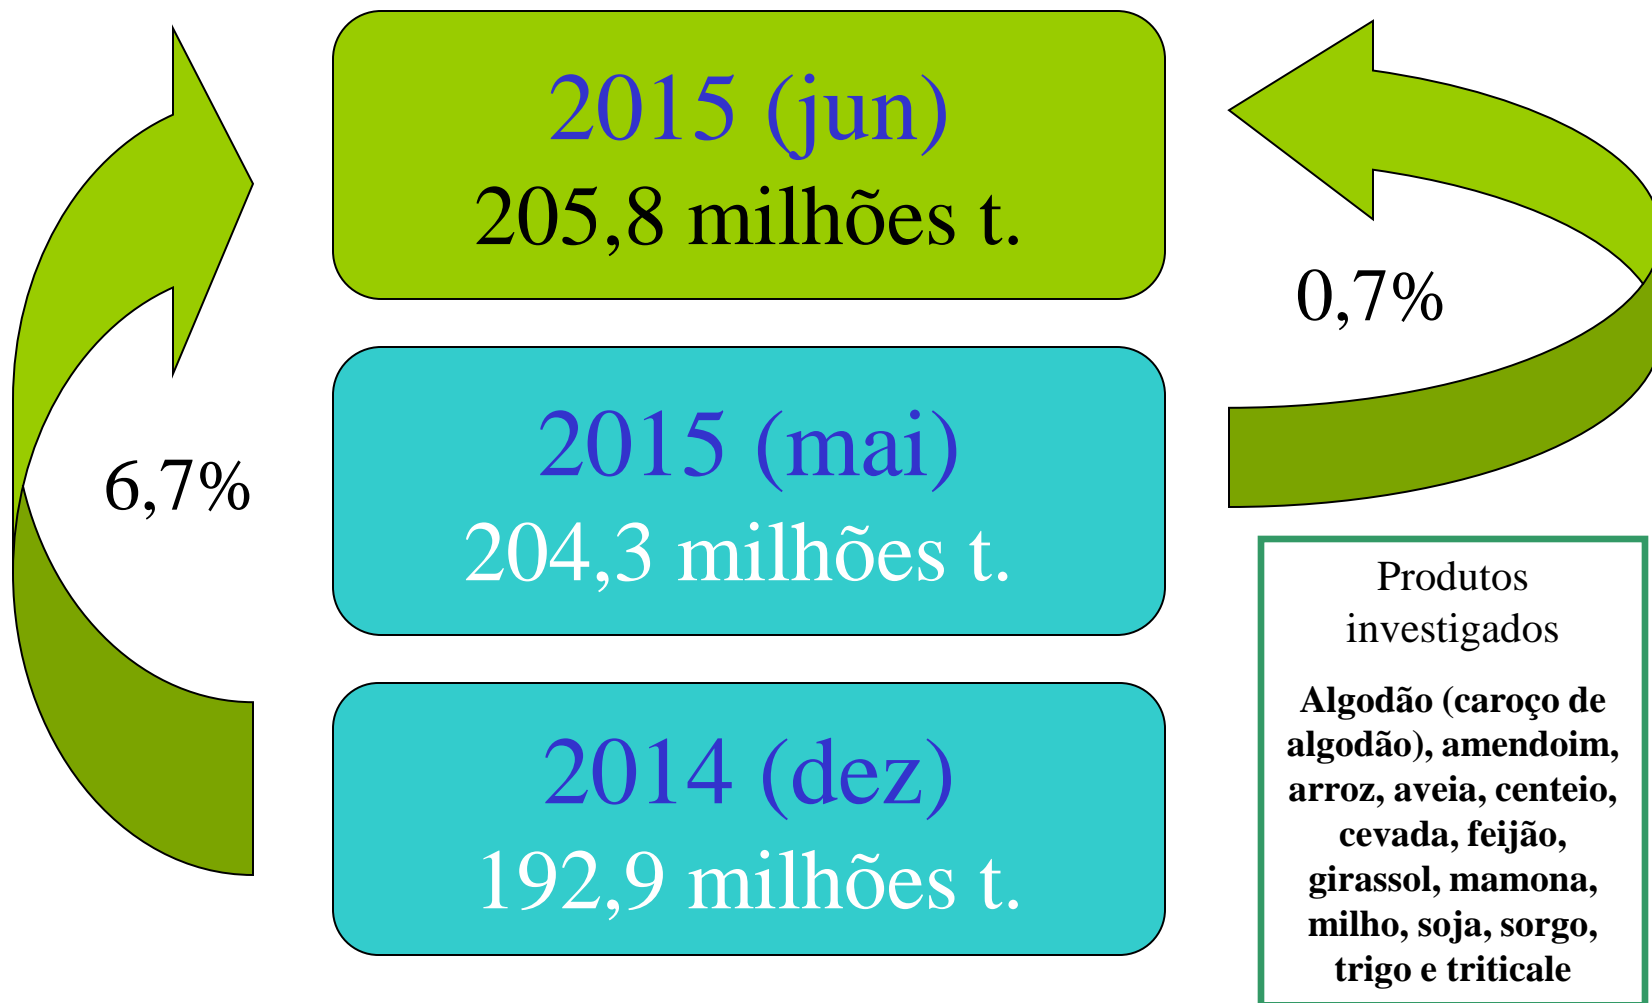 2015 (jun)
205,8 milhões t.
0,7%
2015 (mai)
204,3 milhões t.
6,7%
2014 (dez)
192,9 milhões t.
Produtos
investigados
Algodão (caroço de
algodão), amendoim,
arroz, aveia, centeio,
cevada, feijão,
girassol, mamona,
milho, soja, sorgo,
trigo e triticale